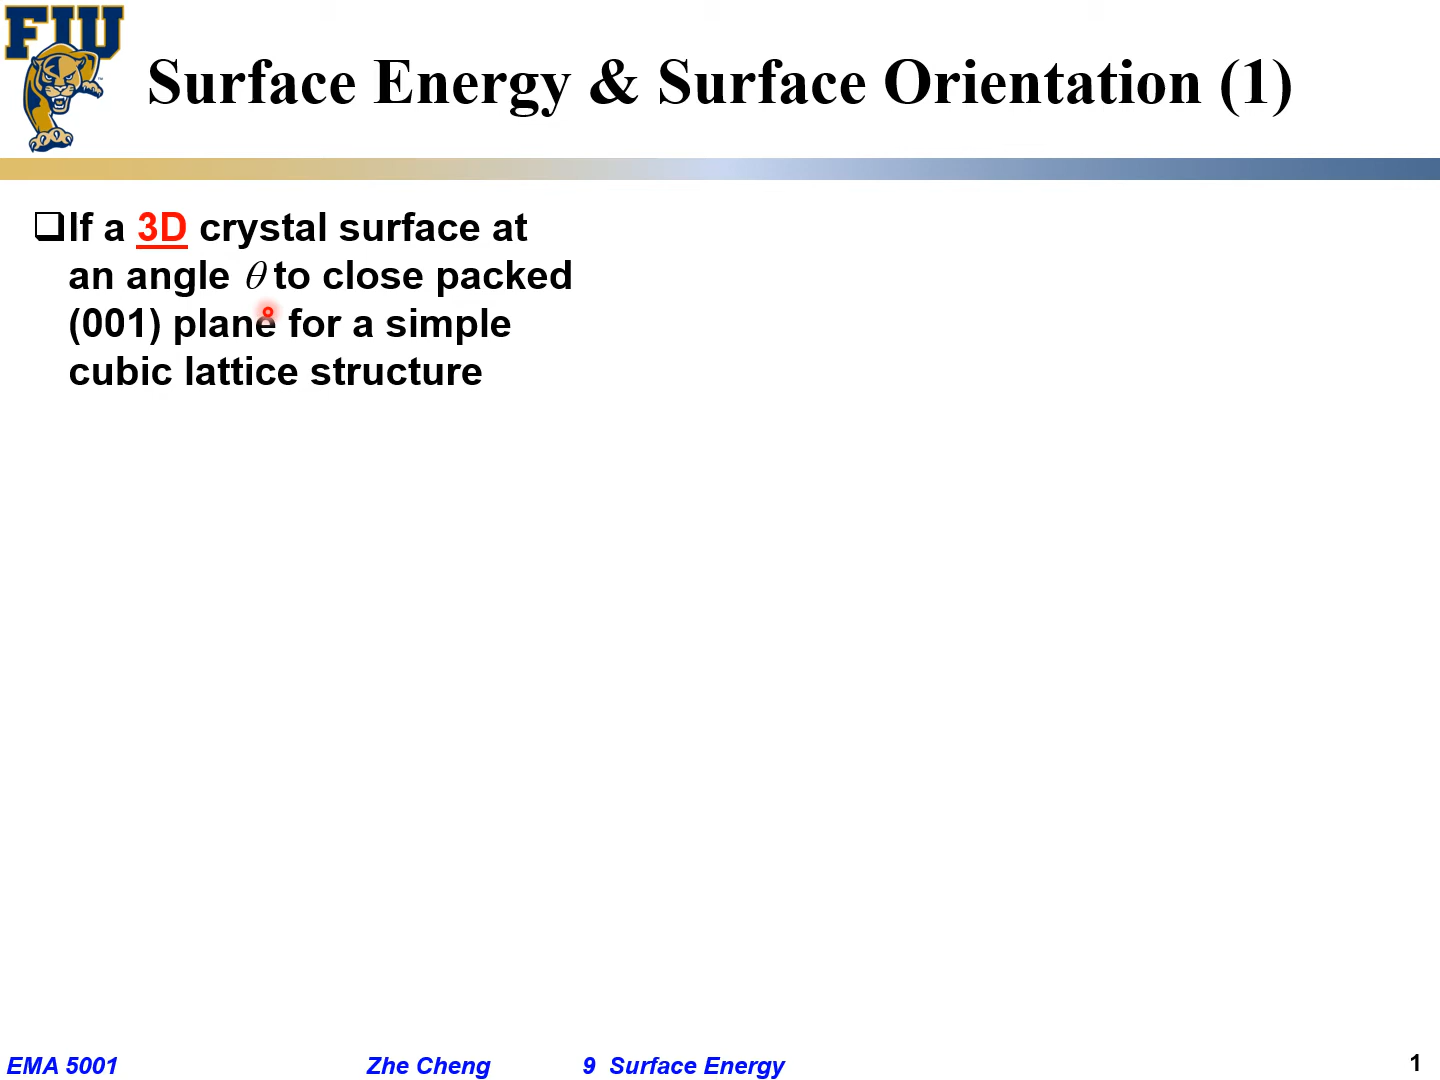 FIU
Surface Energy & Surface Orientation (1)
If a 3D crystal surface at
an angle θ to close packed
(001) plane for a simple
cubic lattice structure
EMA 5001 Zhe Cheng 9 Surface Energy 1